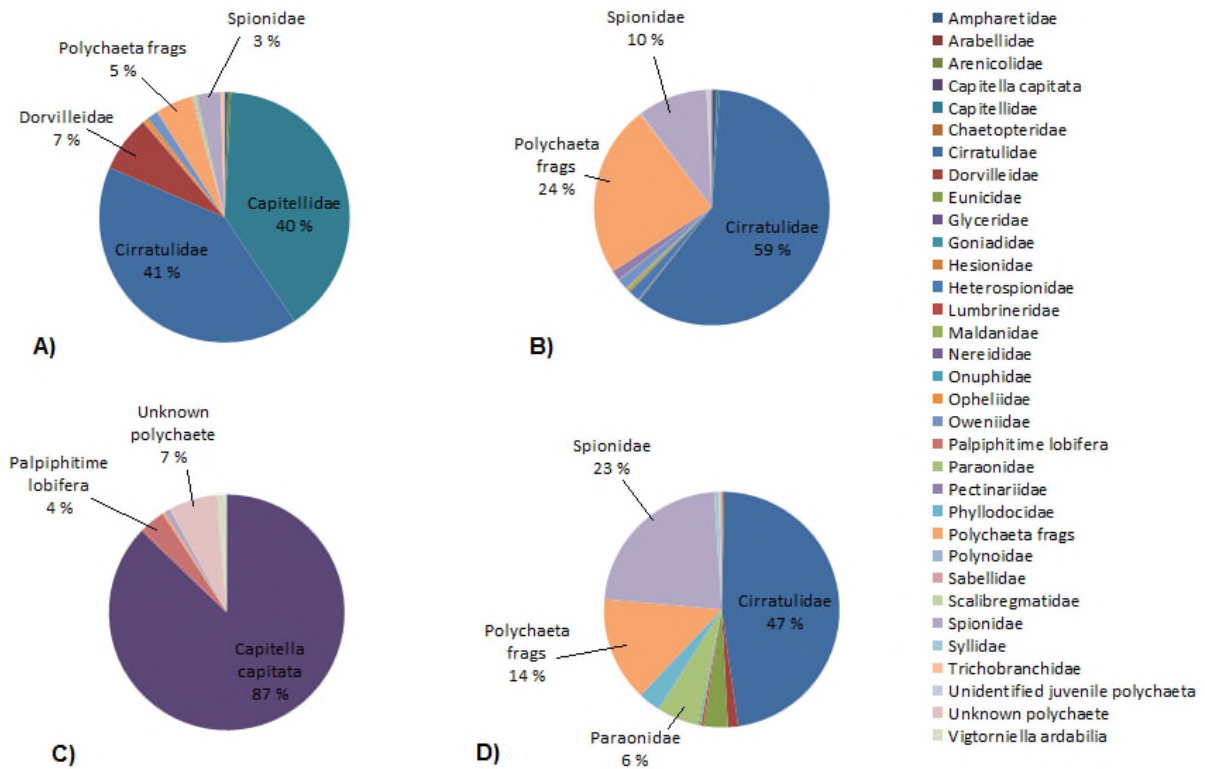 Spionidae
3 %
Polychaeta frags
5 %
Dorvilleidae
7 %
Capitellidae
40 %
Cirratulidae
41 %
A)
Spionidae
10 %
Polychaeta
frags
24 %
Cirratulidae
59 %
B)
Unknown
polychaete
7 %
Palpiphitime
lobifera
4 %
Capitella
capitata
87 %
C)
Spionidae
23 %
Cirratulidae
47 %
Polychaeta
frags
14 %
Paraonidae
6 %
D)
Ampharetidae
Arabellidae
Arenicolidae
Capitella capitata
Capitellidae
Chaetopteridae
Cirratulidae
Dorvilleidae
Eunicidae
Glyceridae
Goniadidae
Hesionidae
Heterospionidae
Lumbrineridae
Maldanidae
Nereididae
Onuphidae
Opheliidae
Oweniidae
Palpiphitime lobifera
Paraonidae
Pectinariidae
Phyllodocidae
Polychaeta frags
Polynoidae
Sabellidae
Scalibregmatidae
Spionidae
Syllidae
Trichobranchidae
Unidentified juvenile polychaeta
Unknown polychaete
Vigtorniella ardabilia